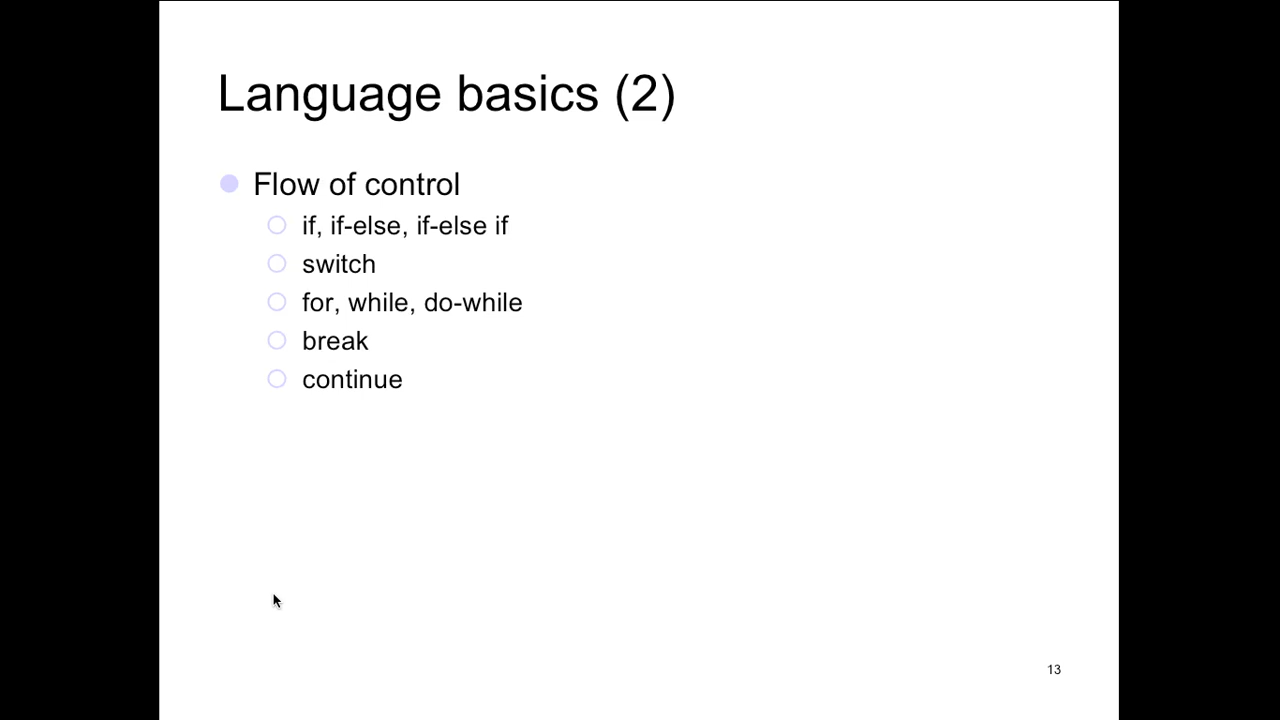 Language basics (2)
Flow of control
if, if-else, if-else if
switch
for, while, do-while
break
continue
13